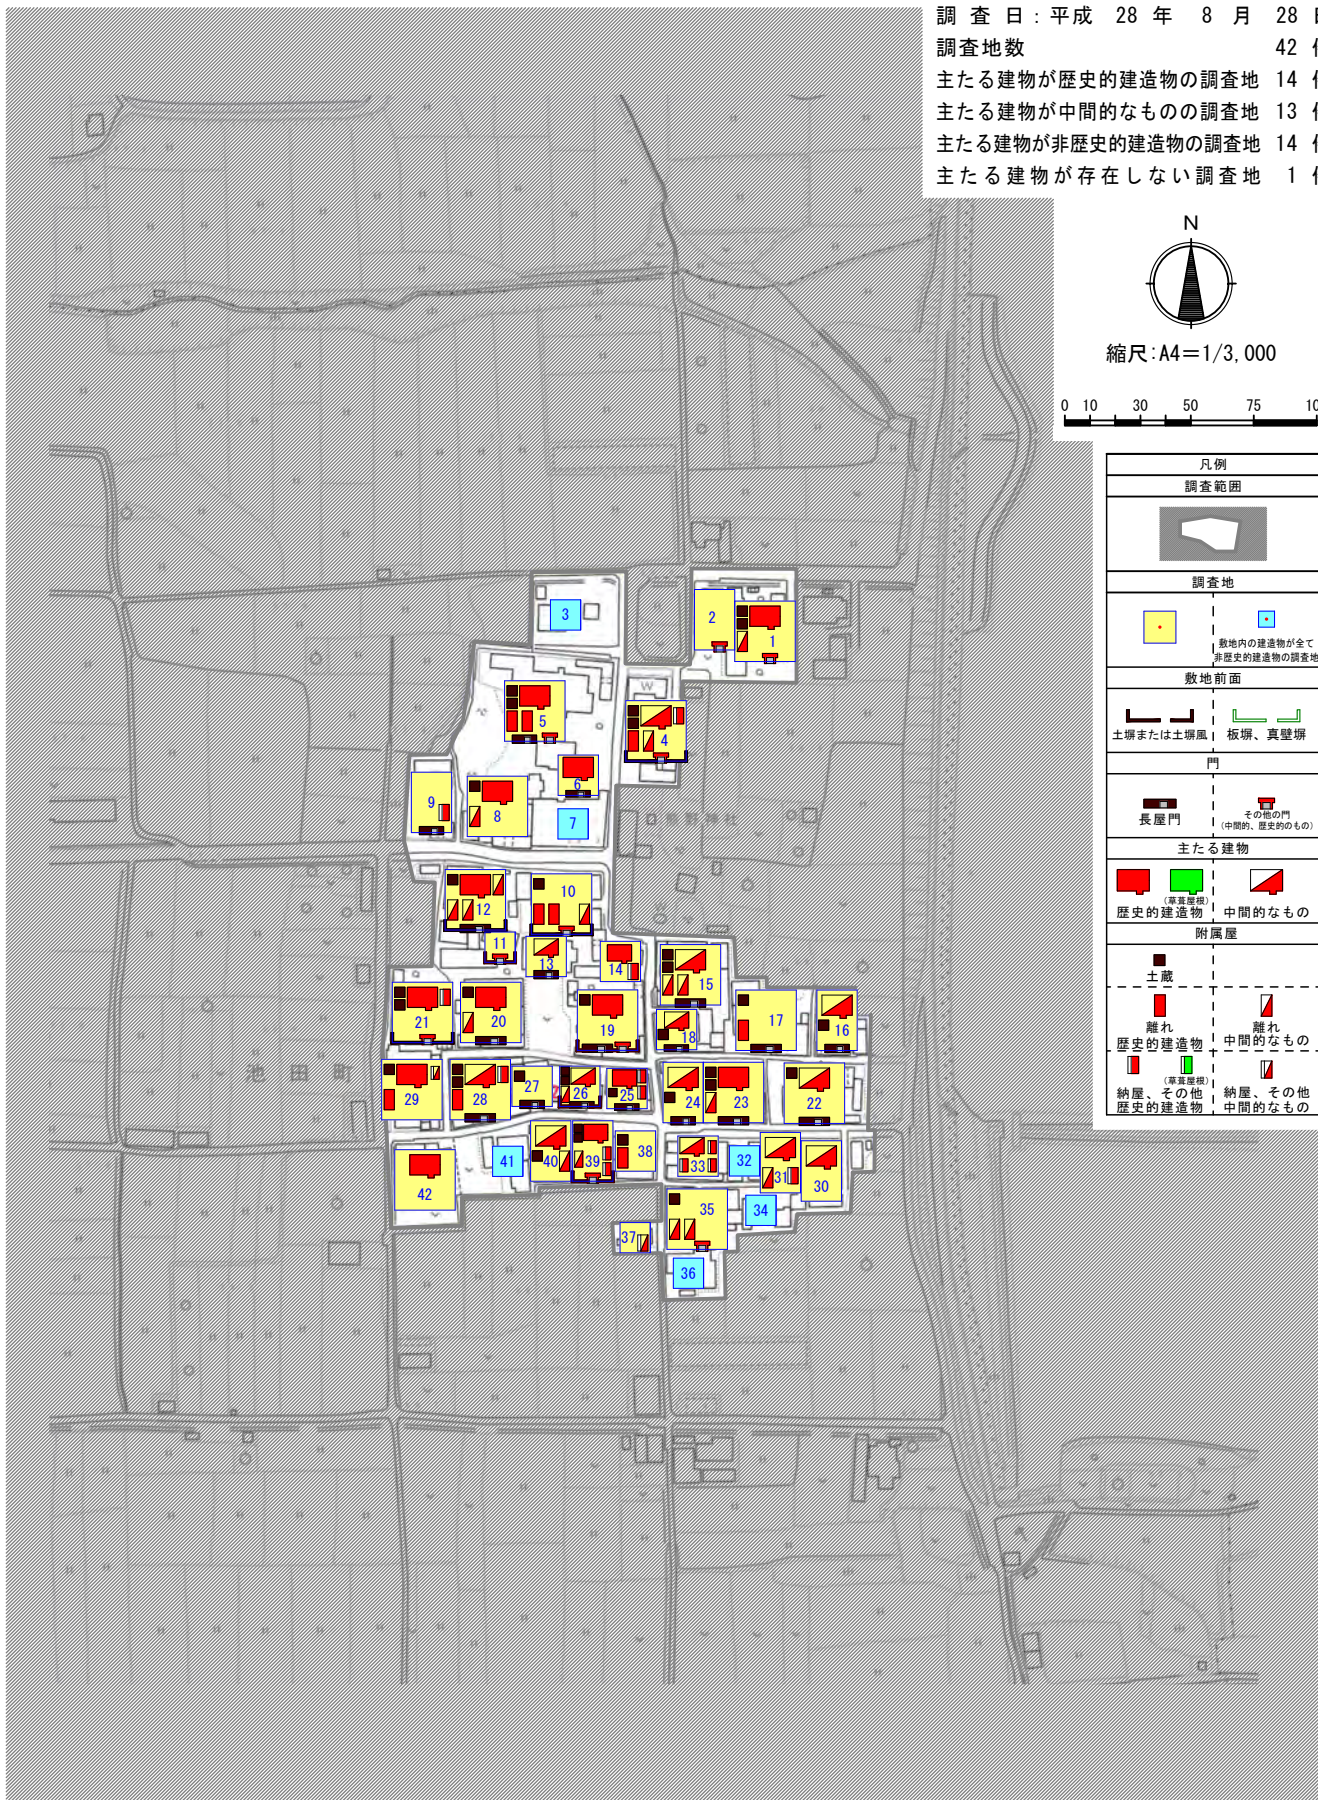 調査日:平成 28 年 8 月 28
調査地数 42
主たる建物が歴史的建造物の調査地 14
主たる建物が中間的なものの調査地 13
主たる建物が非歴史的建造物の調査地 14
主たる建物が存在しない調査地 1
N
縮尺:A4=1/3,000
0 10 30 50 75 10
凡例
調査範囲
調査地
敷地内の建造物が全て
非歴史的建造物の調査地
敷地前面
土塀または土塀風
板塀、真壁塀
門
長屋門
その他の門
(中間的、歴史的のもの)
主たる建物
(草葺屋根)
歴史的建造物
中間的なもの
附属屋
土蔵
離れ
歴史的建造物
離れ
中間的なもの
(草葺屋根)
納屋、その他
歴史的建造物
納屋、その他
中間的なもの
3
2
1
5
4
6
9
8
7
熊野神社
12
10
11
13
14
15
21
20
19
18
17
16
池田町
29
28
27
26
25
24
23
22
42
41
40
39
38
33
32
31
30
37
35
34
36